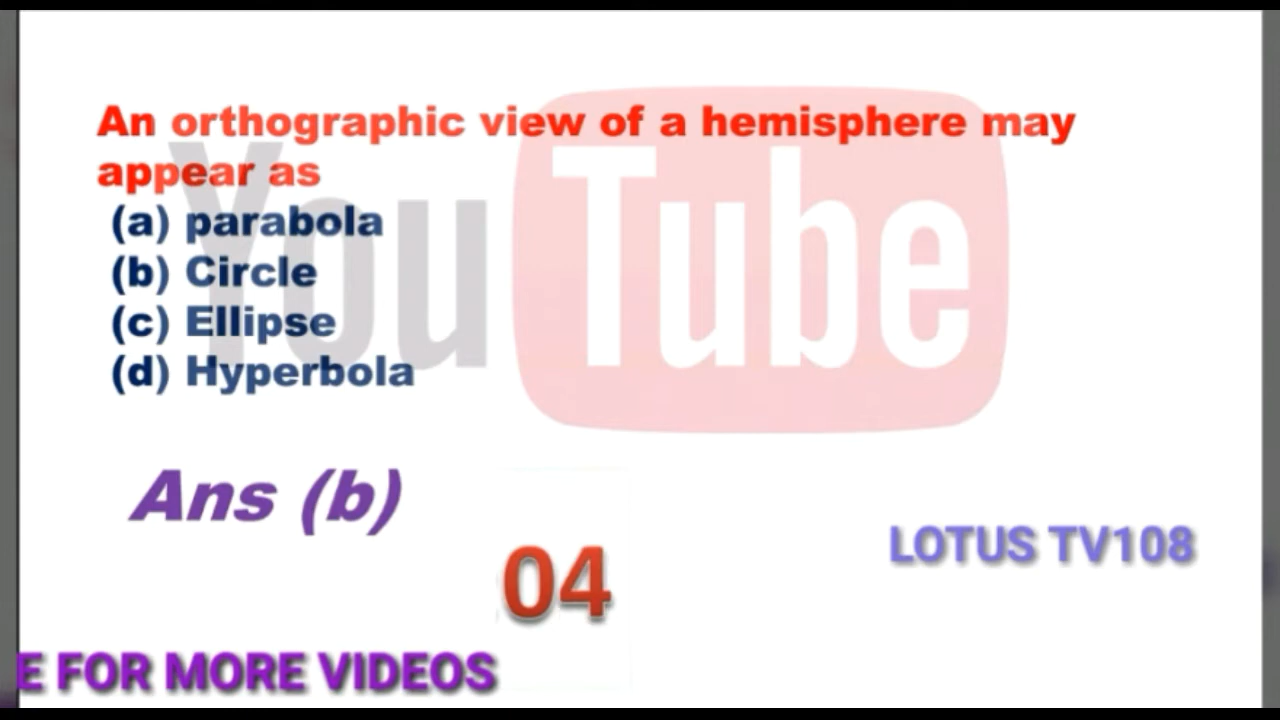 An orthographic view of a hemisphere may
appear as
(a) parabola
(b) Circle
(c) Ellipse
(d) Hyperbola
YouTube
Ans (b)
04
LOTUS TV108
E FOR MORE VIDEOS